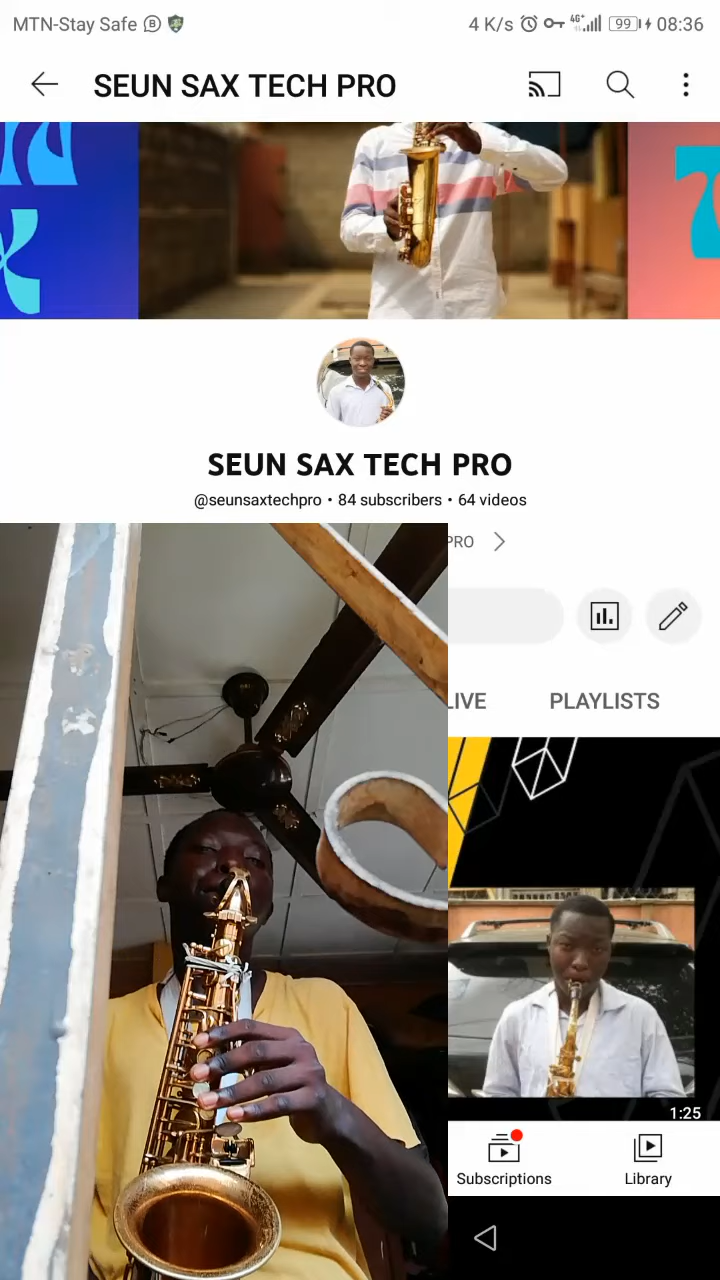 MTN-Stay Safe
4 K/s 4G+ 99 08:36
SEUN SAX TECH PRO
SEUN SAX TECH PRO
@seunsaxtechpro • 84 subscribers • 64 videos
PRO
LIVE PLAYLISTS
1:25
Subscriptions Library